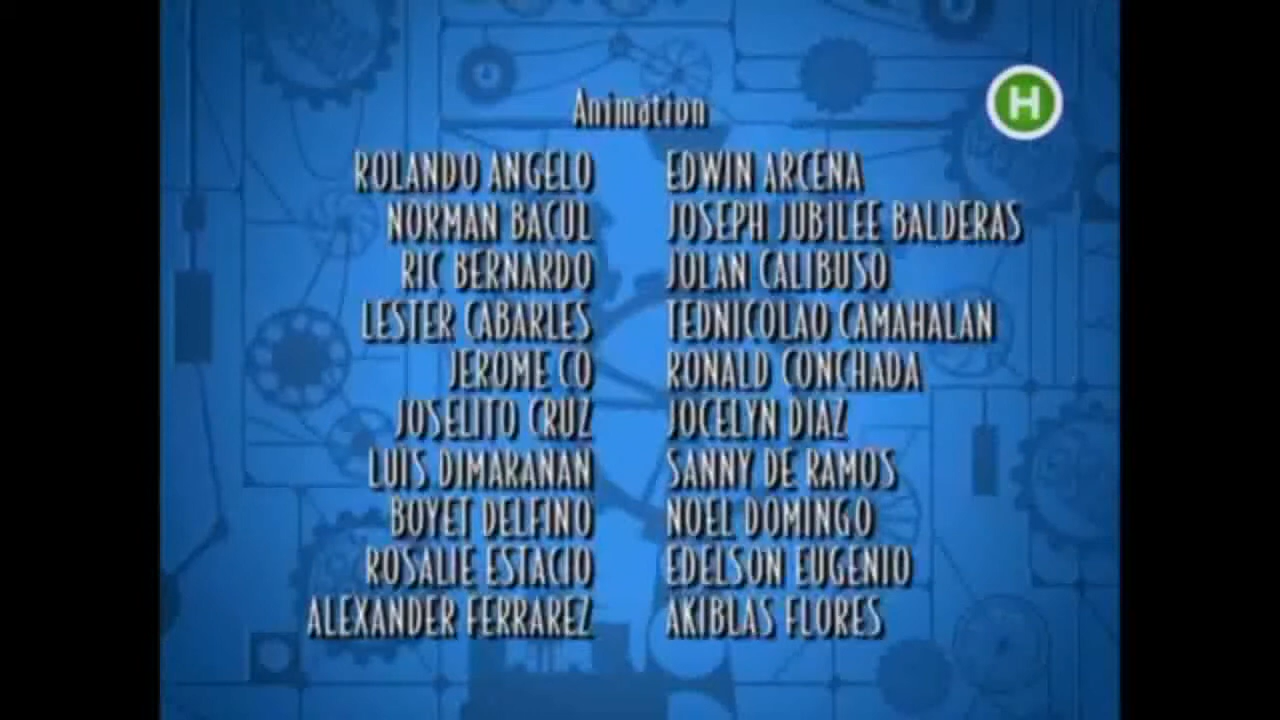 Animation
H
ROLANDO ANGELO EDWIN ARCENA
NORMAN BACUL JOSEPH JUBILEE BALDERAS
RIC BERNARDO JOLAN CALIBUSO
LESTER CABARLES TEDNICOLAO CAMAHALAN
JEROME CO RONALD CONCHADA
JOSELITO CRUZ JOCELYN DIAZ
LUIS DIMARANAN SANNY DE RAMOS
BOYET DELFINO NOEL DOMINGO
ROSALIE ESTACIO EDELSON EUGENIO
ALEXANDER FERRAREZ AKIBLAS FLORES